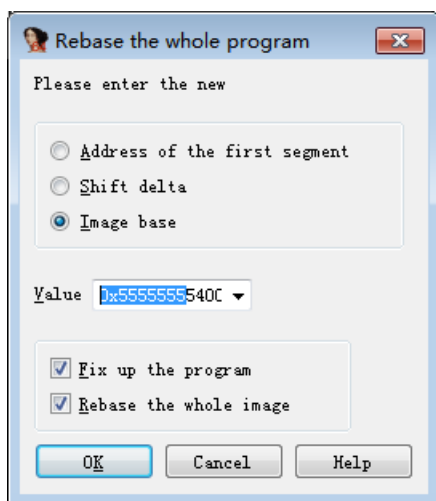 Rebase the whole program
Please enter the new
Address of the first segment
Shift delta
Image base
Value 0x55555555400
Fix up the program
Rebase the whole image
OK Cancel Help